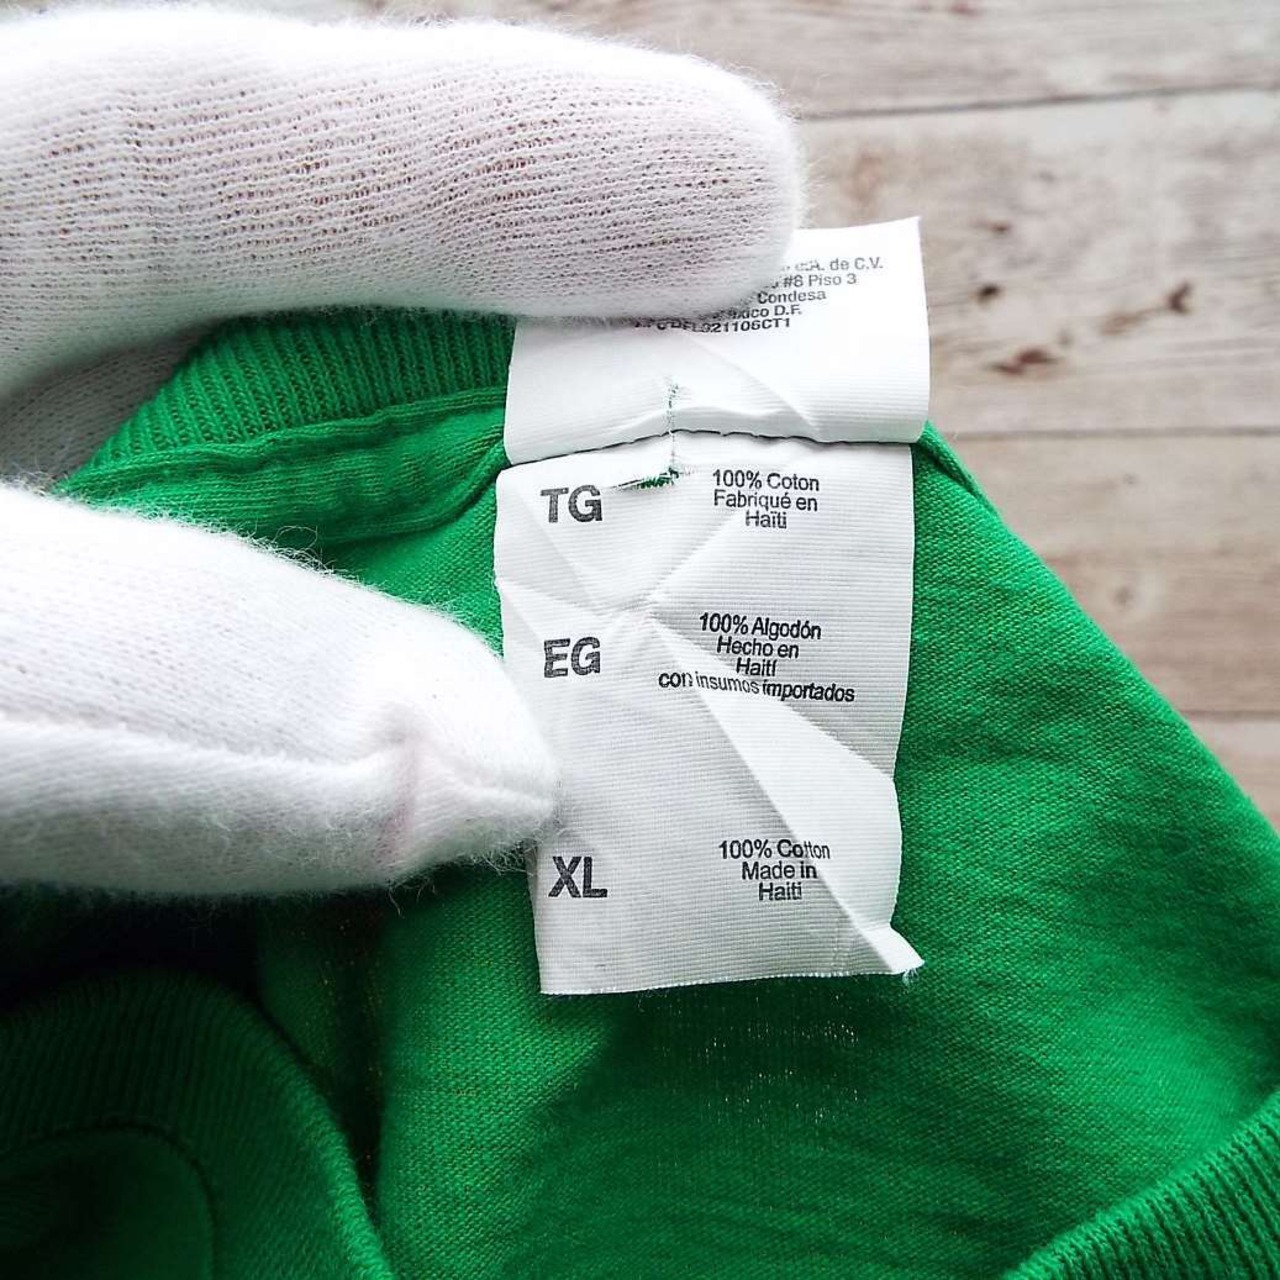 de C.V.
#8 Piso 3
Condesa
D.F.
TG
100% Coton
Fabriqué en
Haïti
EG
100% Algodón
Hecho en
Haití
con insumos importados
XL
100% Cotton
Made in
Haiti